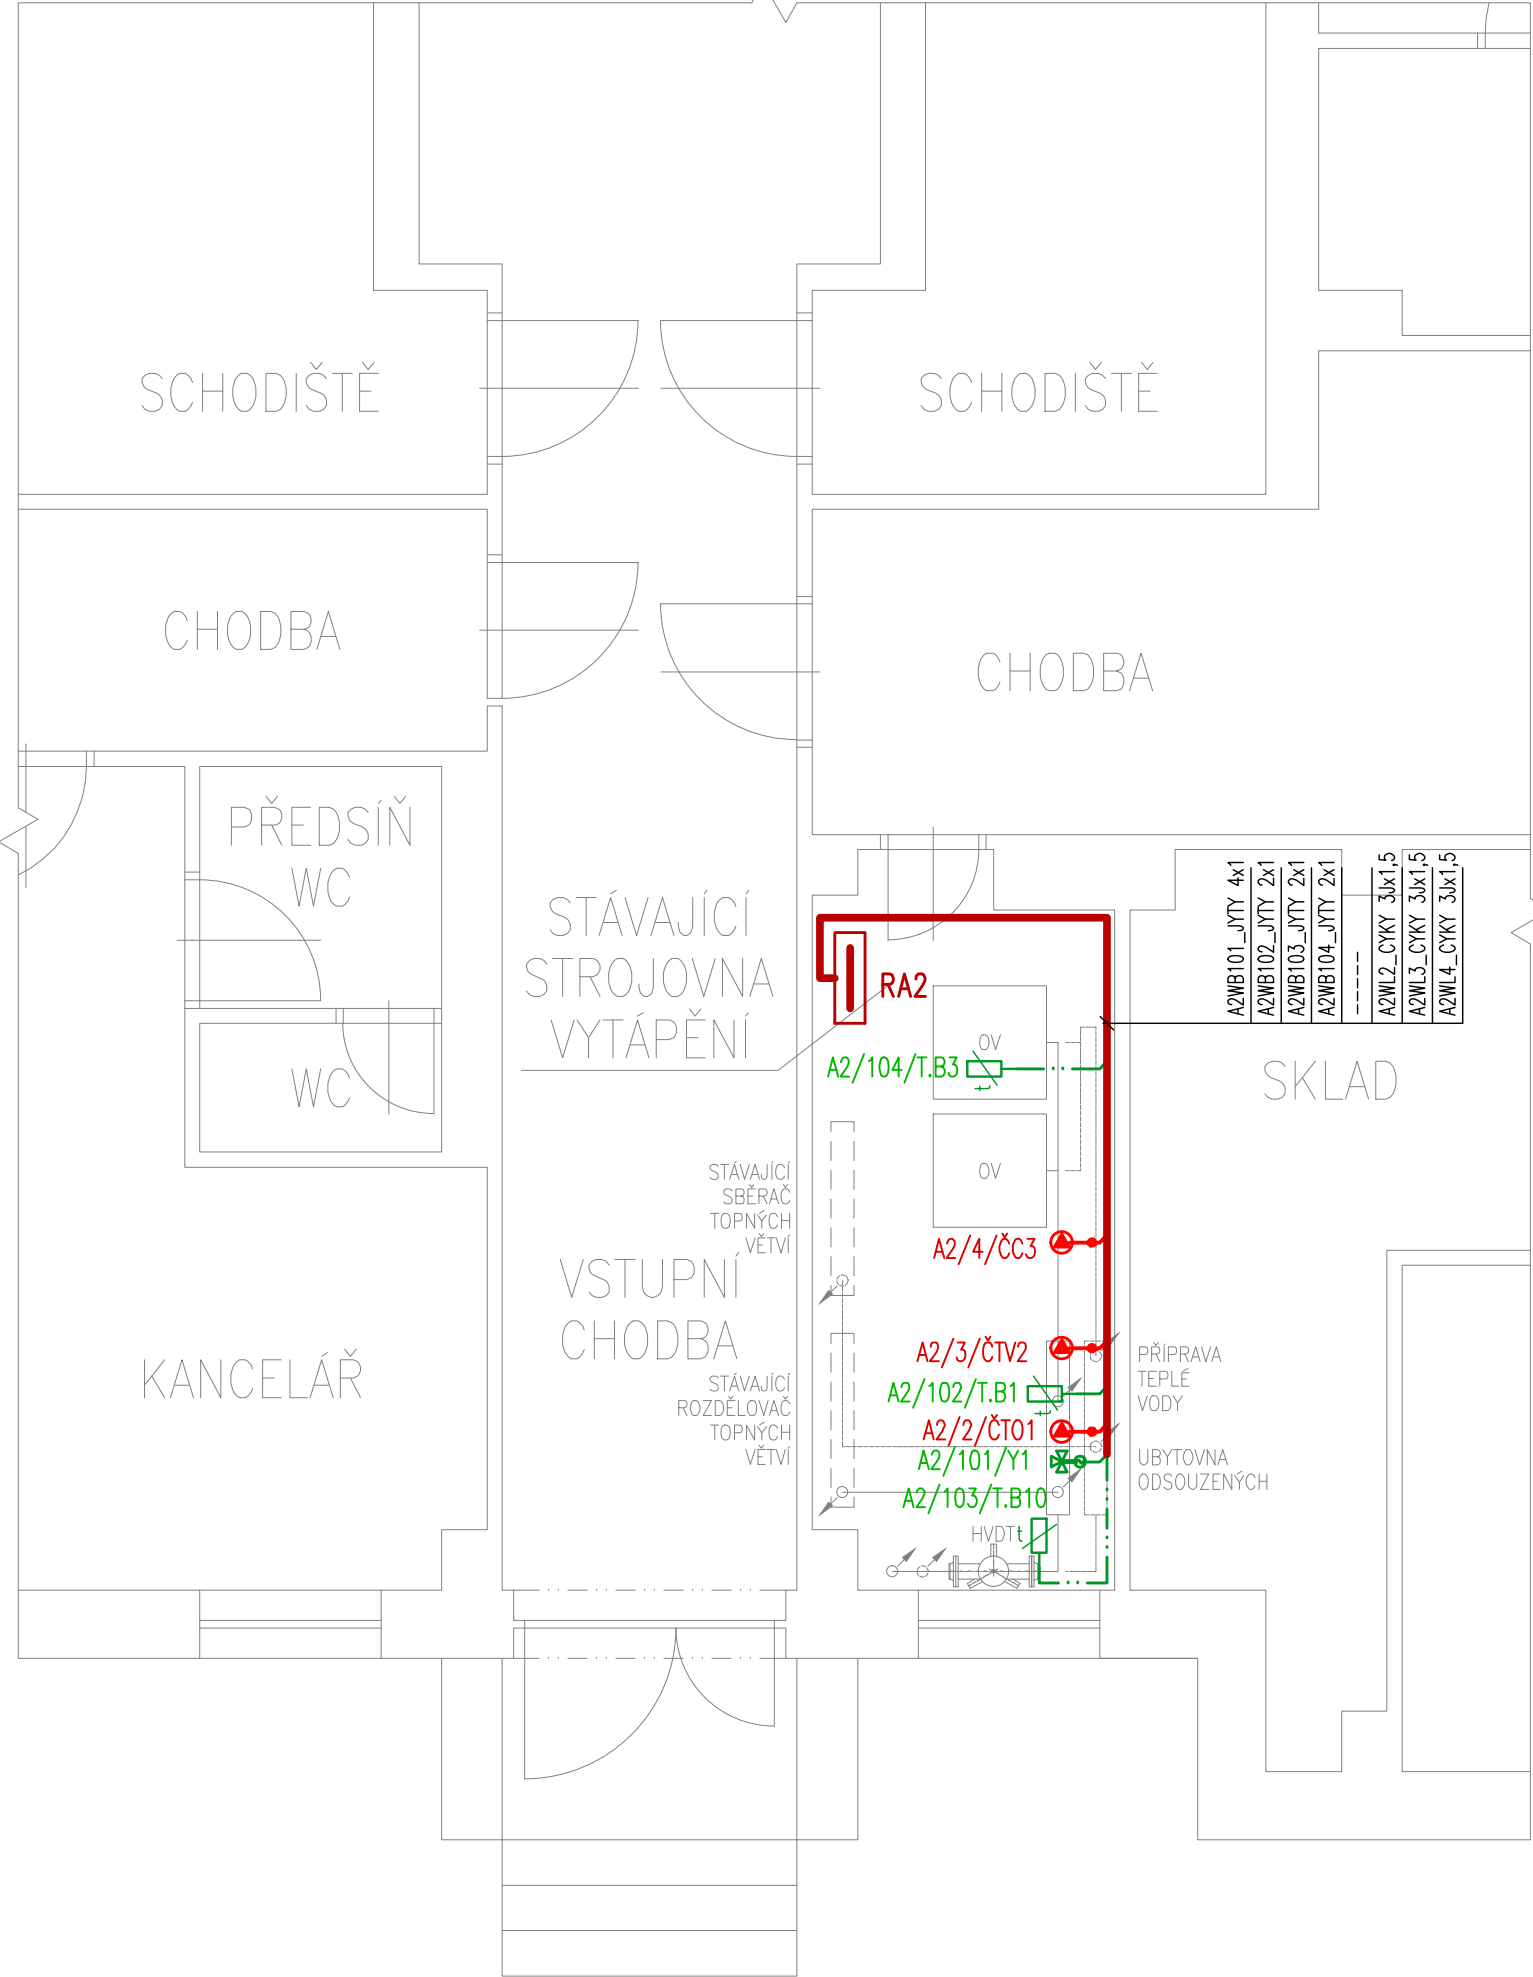 SCHODIŠTĚ
SCHODIŠTĚ
CHODBA
CHODBA
PŘEDSÍŇ
WC
WC
STÁVAJÍCÍ
STROJOVNA
VYTÁPĚNÍ
RA2
A2WB101_JYTY 4x1
A2WB102_JYTY 2x1
A2WB103_JYTY 2x1
A2WB104_JYTY 2x1
-----
A2WL2_CYKY 3Jx1,5
A2WL3_CYKY 3Jx1,5
A2WL4_CYKY 3Jx1,5
OV
A2/104/T.B3
t
SKLAD
OV
STÁVAJÍCÍ
SBĚRAČ
TOPNÝCH
VĚTVÍ
A2/4/ČC3
VSTUPNÍ
CHODBA
KANCELÁŘ
A2/3/ČTV2
PŘÍPRAVA
TEPLÉ
VODY
STÁVAJÍCÍ
ROZDĚLOVAČ
TOPNÝCH
VĚTVÍ
A2/102/T.B1
t
A2/2/ČTO1
A2/101/Y1
UBYTOVNA
ODSOUZENÝCH
A2/103/T.B10
HVDT
t